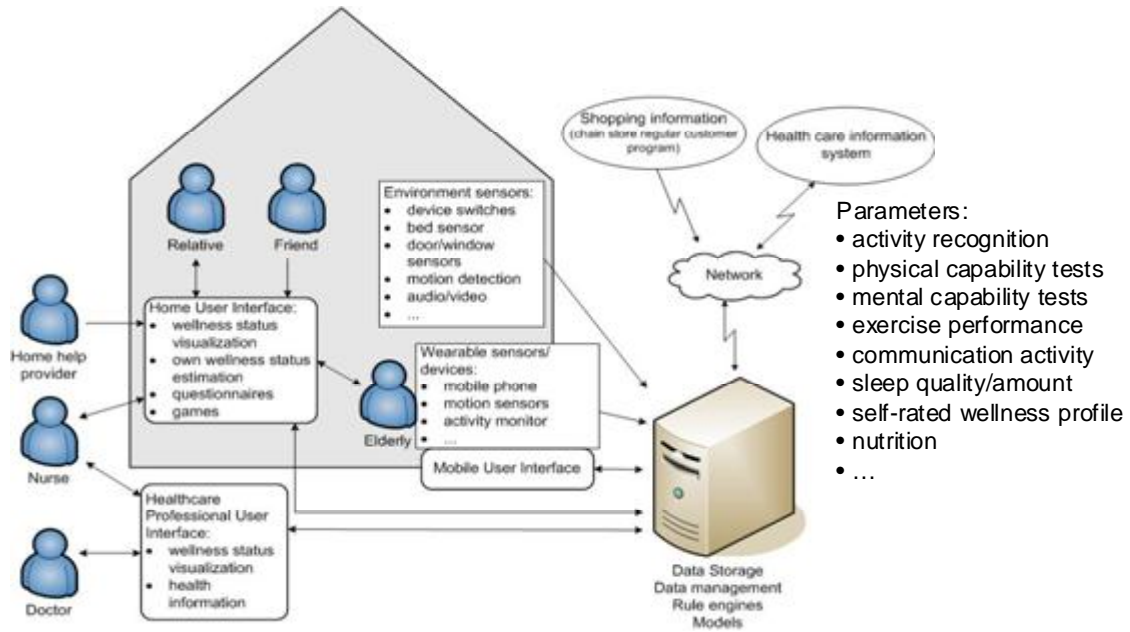 Shopping information
(chain store regular customer
program)
Health care information
system
Network
Relative
Friend
Environment sensors:
• device switches
• bed sensor
• door/window
sensors
• motion detection
• audio/video
• ...
Home User Interface:
• wellness status
visualization
• own wellness status
estimation
• questionnaires
• games
Home help
provider
Nurse
Doctor
Elderly
Wearable sensors/
devices:
• mobile phone
• motion sensors
• activity monitor
• ...
Mobile User Interface
Healthcare
Professional User
Interface:
• wellness status
visualization
• health
information
Data Storage
Data management
Rule engines
Models
Parameters:
• activity recognition
• physical capability tests
• mental capability tests
• exercise performance
• communication activity
• sleep quality/amount
• self-rated wellness profile
• nutrition
• ...